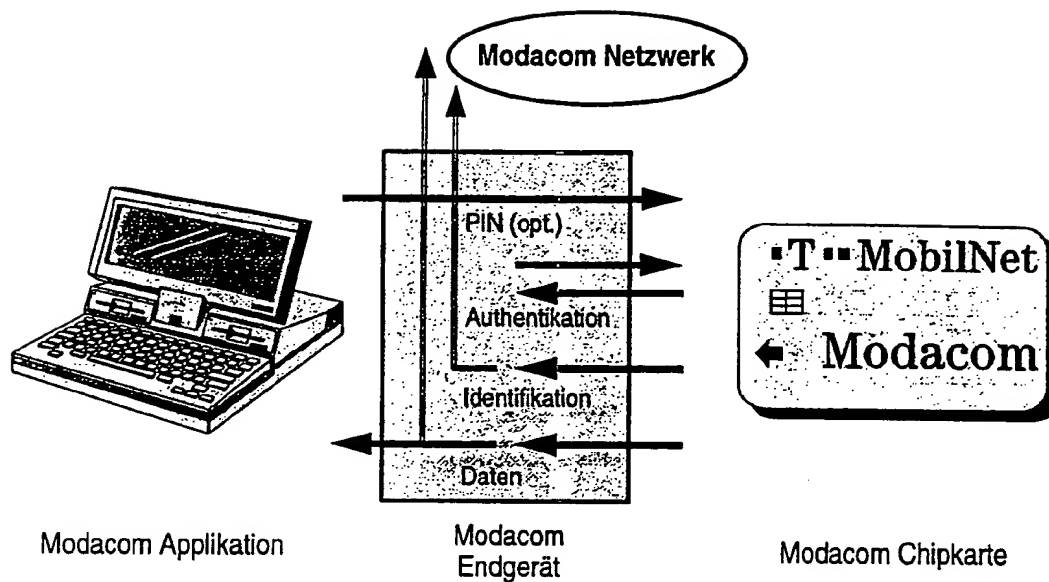 Modacom Netzwerk
PIN (opt.)
Authentikation
Identifikation
Daten
·T··MobilNet
Modacom
Modacom Applikation
Modacom
Endgerät
Modacom Chipkarte